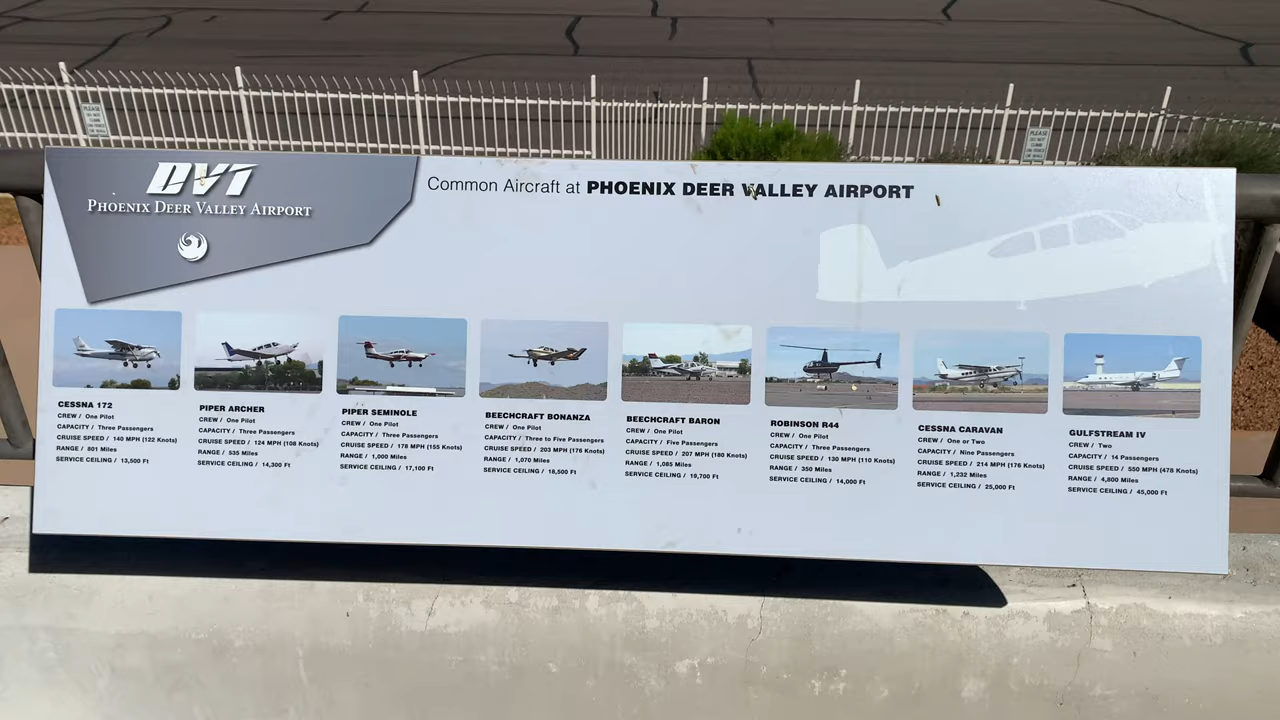 DVT
PHOENIX DEER VALLEY AIRPORT
Common Aircraft at PHOENIX DEER VALLEY AIRPORT
CESSNA 172
CREW / One Pilot
CAPACITY / Three Passengers
CRUISE SPEED / 140 MPH (122 Knots)
RANGE / 801 Miles
SERVICE CEILING / 13,500 Ft
PIPER ARCHER
CREW / One Pilot
CAPACITY / Three Passengers
CRUISE SPEED / 124 MPH (108 Knots)
RANGE / 535 Miles
SERVICE CEILING / 14,300 Ft
PIPER SEMINOLE
CREW / One Pilot
CAPACITY / Three Passengers
CRUISE SPEED / 178 MPH (155 Knots)
RANGE / 1,000 Miles
SERVICE CEILING / 17,100 Ft
BEECHCRAFT BONANZA
CREW / One Pilot
CAPACITY / Three to Five Passengers
CRUISE SPEED / 203 MPH (176 Knots)
RANGE / 1,070 Miles
SERVICE CEILING / 18,500 Ft
BEECHCRAFT BARON
CREW / One Pilot
CAPACITY / Five Passengers
CRUISE SPEED / 207 MPH (180 Knots)
RANGE / 1,085 Miles
SERVICE CEILING / 19,700 Ft
ROBINSON R44
CREW / One Pilot
CAPACITY / Three Passengers
CRUISE SPEED / 130 MPH (110 Knots)
RANGE / 350 Miles
SERVICE CEILING / 14,000 Ft
CESSNA CARAVAN
CREW / One or Two
CAPACITY / Nine Passengers
CRUISE SPEED / 214 MPH (176 Knots)
RANGE / 1,232 Miles
SERVICE CEILING / 25,000 Ft
GULFSTREAM IV
CREW / Two
CAPACITY / 14 Passengers
CRUISE SPEED / 550 MPH (478 Knots)
RANGE / 4,800 Miles
SERVICE CEILING / 45,000 Ft
PLEASE
PLEASE